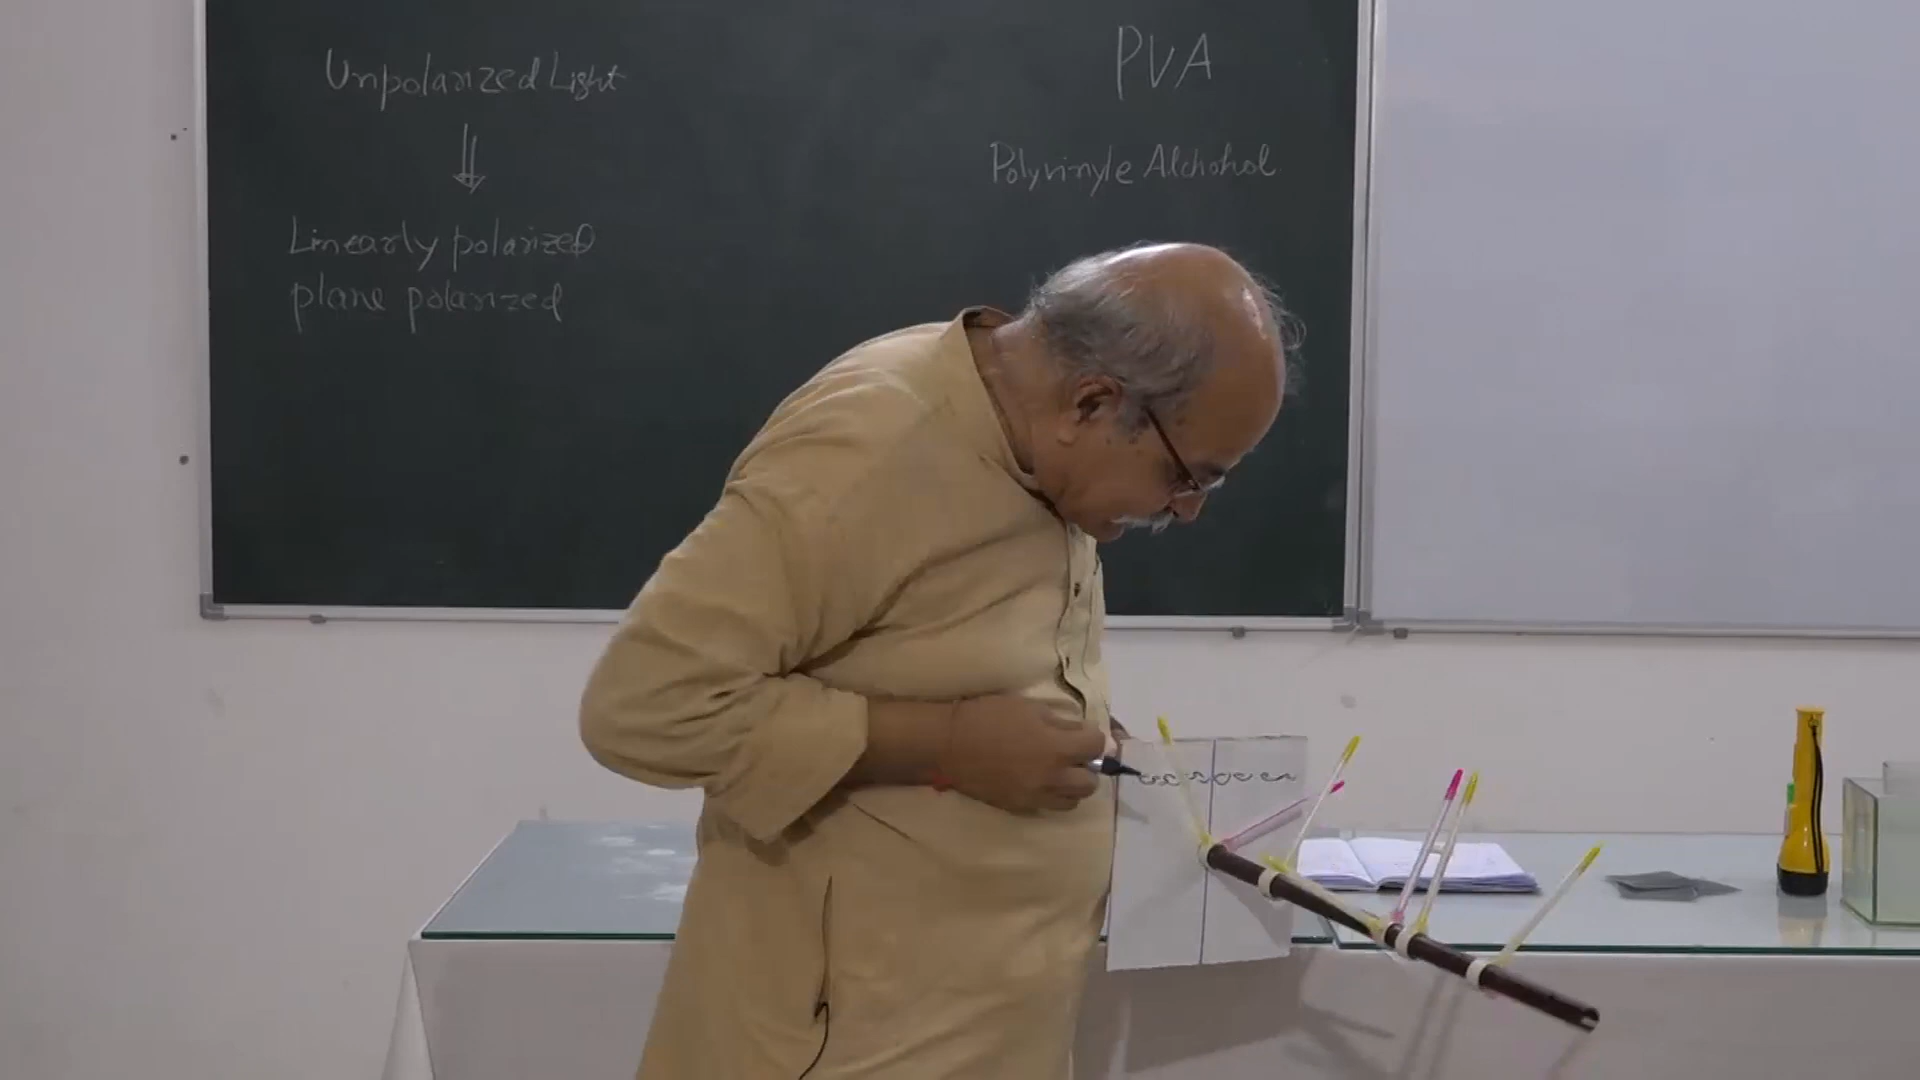 Unpolarized Light
Linearly polarized
plane polarized
PVA
Polyvinyle Alchohol